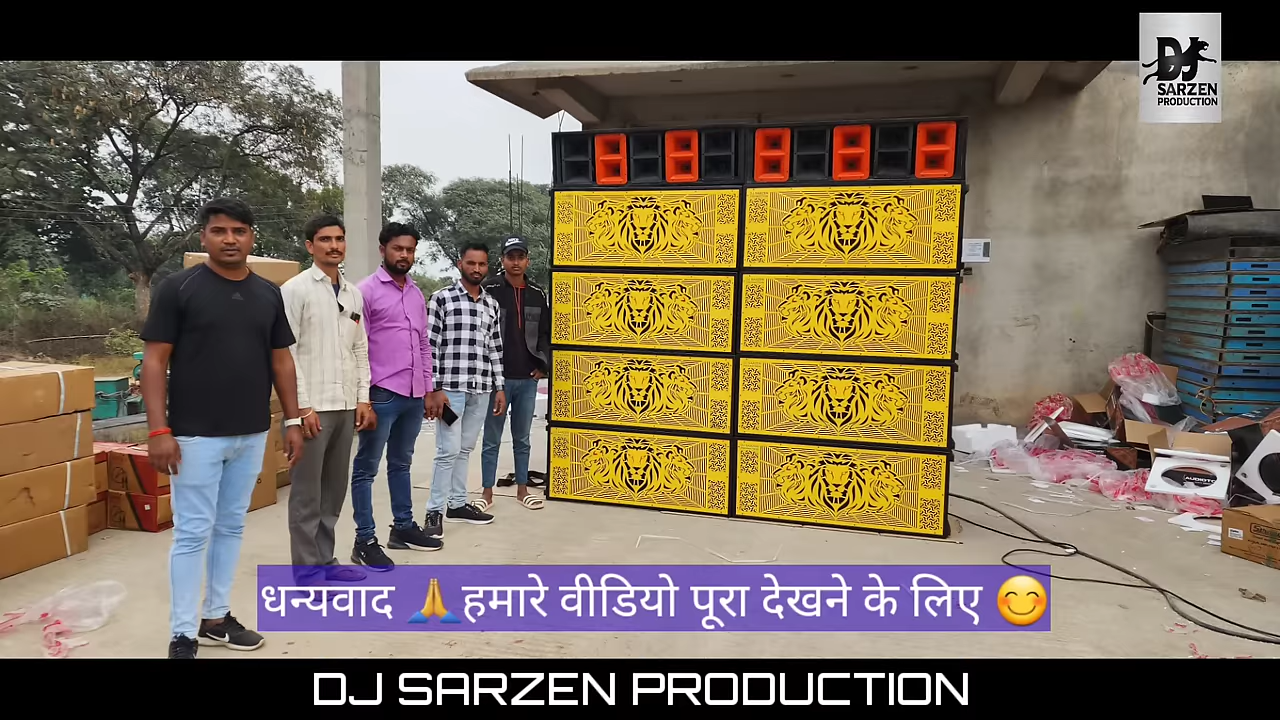 DJ
SARZEN
PRODUCTION
धन्यवाद 🙏हमारे वीडियो पूरा देखने के लिए 😊
DJ SARZEN PRODUCTION